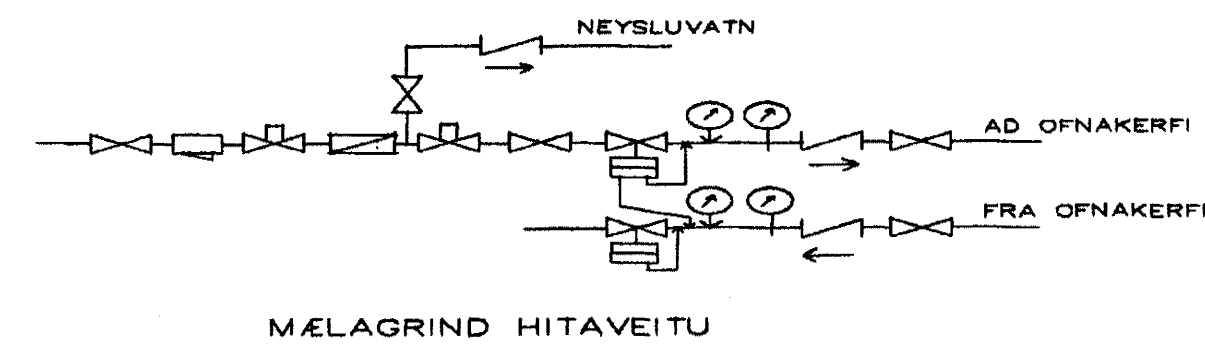 NEYSLUVATN
AD OFNAKERFI
FRA OFNAKERFI
MÆLAGRIND HITAVEITU